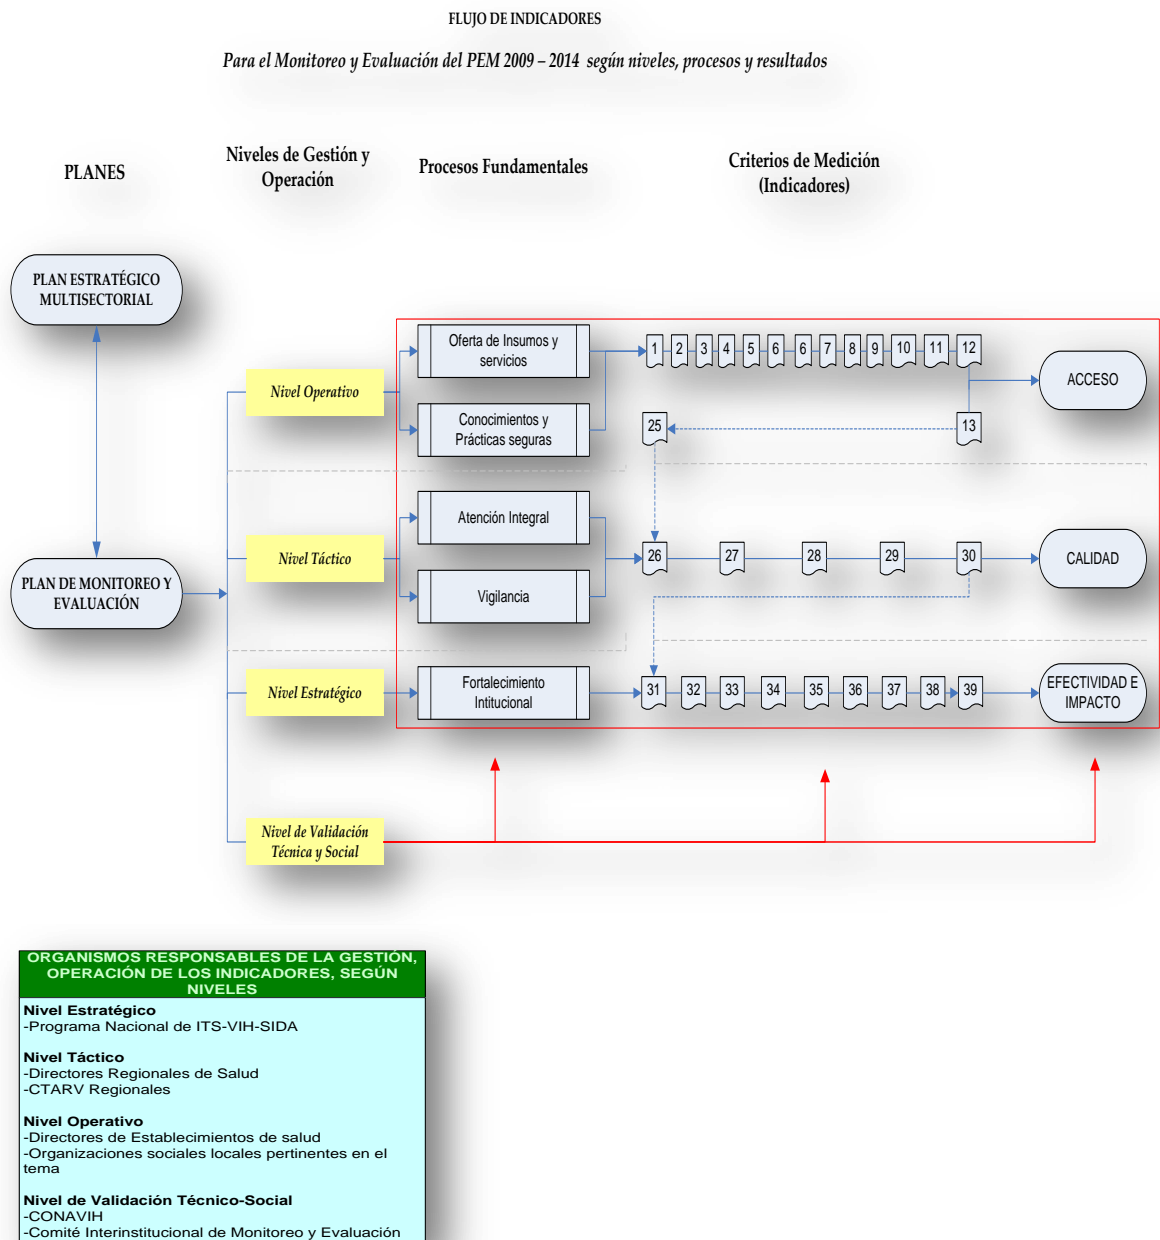 FLUJO DE INDICADORES
Para el Monitoreo y Evaluación del PEM 2009 – 2014 según niveles, procesos y resultados
PLANES
Niveles de Gestión y
Operación
Procesos Fundamentales
Criterios de Medición
(Indicadores)
PLAN ESTRATÉGICO
MULTISECTORIAL
Oferta de Insumos y
servicios
1 2 3 4 5 6 6 7 8 9 10 11 12
ACCESO
Nivel Operativo
Conocimientos y
Prácticas seguras
25 13
Atención Integral
Nivel Táctico
26 27 28 29 30
CALIDAD
PLAN DE MONITOREO Y
EVALUACIÓN
Vigilancia
Nivel Estratégico
Fortalecimiento
Intitucional
31 32 33 34 35 36 37 38 39
EFECTIVIDAD E
IMPACTO
Nivel de Validación
Técnica y Social
ORGANISMOS RESPONSABLES DE LA GESTIÓN,
OPERACIÓN DE LOS INDICADORES, SEGÚN
NIVELES
Nivel Estratégico
-Programa Nacional de ITS-VIH-SIDA
Nivel Táctico
-Directores Regionales de Salud
-CTARV Regionales
Nivel Operativo
-Directores de Establecimientos de salud
-Organizaciones sociales locales pertinentes en el
tema
Nivel de Validación Técnico-Social
-CONAVIH
-Comité Interinstitucional de Monitoreo y Evaluación